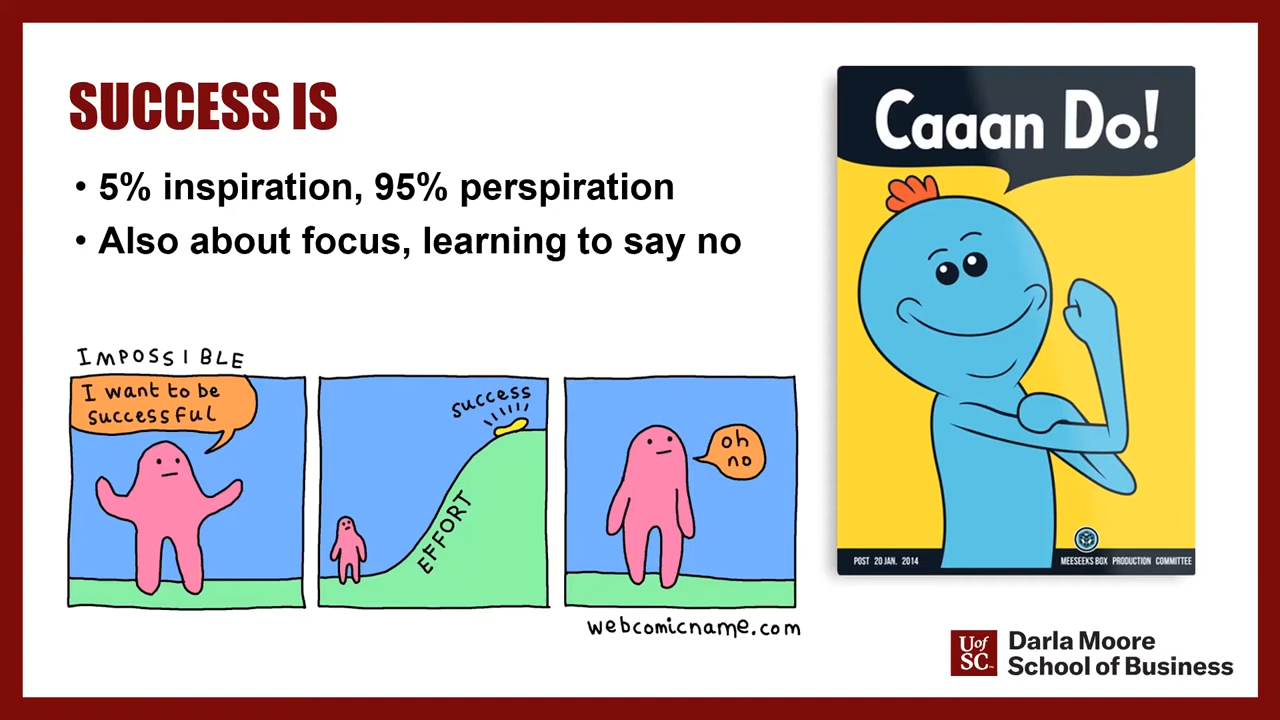 SUCCESS IS
• 5% inspiration, 95% perspiration
• Also about focus, learning to say no
IMPOSSIBLE
I want to be
successful
success
EFFORT
oh
no
webcomicname.com
Caaan Do!
POST 20 JAN. 2014
MEESEEKS BOX PRODUCTION COMMITTEE
UofSC
Darla Moore
School of Business